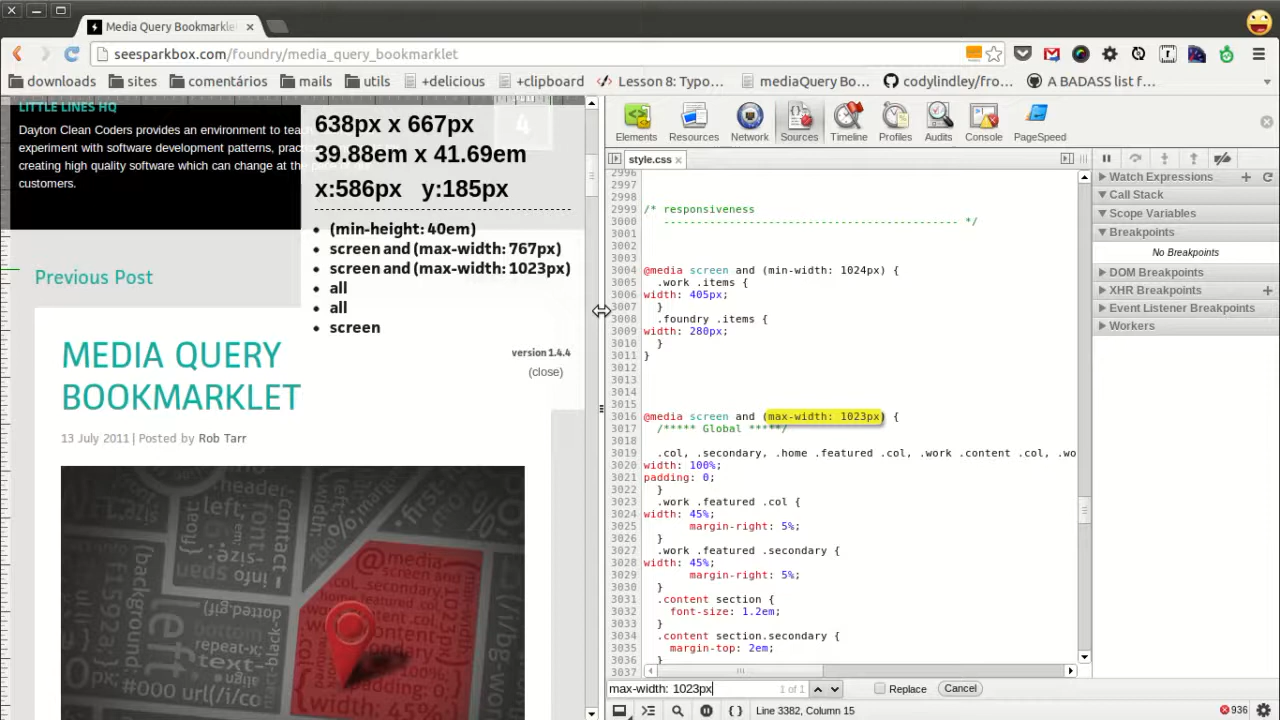 Media Query Bookmarklet
seesparkbox.com/foundry/media_query_bookmarklet
downloads sites comentários mails utils +delicious +clipboard Lesson 8: Typo... mediaQuery Bo... codylindley/fro... A BADASS list f...
LITTLE LINES HQ
Dayton Clean Coders provides an environment to
experiment with software development patterns,
creating high quality software which can change at the
customers.
4
638px x 667px
39.88em x 41.69em
x:586px y:185px
(min-height: 40em)
screen and (max-width: 767px)
screen and (max-width: 1023px)
all
all
screen
version 1.4.4
(close)
Previous Post
MEDIA QUERY
BOOKMARKLET
13 July 2011 | Posted by Rob Tarr
Elements Resources Network Sources Timeline Profiles Audits Console PageSpeed
style.css
2996
2997
2998
2999 /* responsiveness
3000 ------------------------------------------- */
3001
3002
3003
3004 @media screen and (min-width: 1024px) {
3005 .work .items {
3006 width: 405px;
3007 }
3008 .foundry .items {
3009 width: 280px;
3010 }
3011 }
3012
3013
3014
3015
3016 @media screen and (max-width: 1023px) {
3017 /***** Global *****/
3018
3019 .col, .secondary, .home .featured .col, .work .content .col, .wo
3020 width: 100%;
3021 padding: 0;
3022 }
3023 .work .featured .col {
3024 width: 45%;
3025 margin-right: 5%;
3026 }
3027 .work .featured .secondary {
3028 width: 45%;
3029 margin-right: 5%;
3030 }
3031 .content section {
3032 font-size: 1.2em;
3033 }
3034 .content section.secondary {
3035 margin-top: 2em;
3036 }
3037
Watch Expressions
Call Stack
Scope Variables
Breakpoints
No Breakpoints
DOM Breakpoints
XHR Breakpoints
Event Listener Breakpoints
Workers
max-width: 1023px 1 of 1 Replace Cancel
Line 3382, Column 15
936